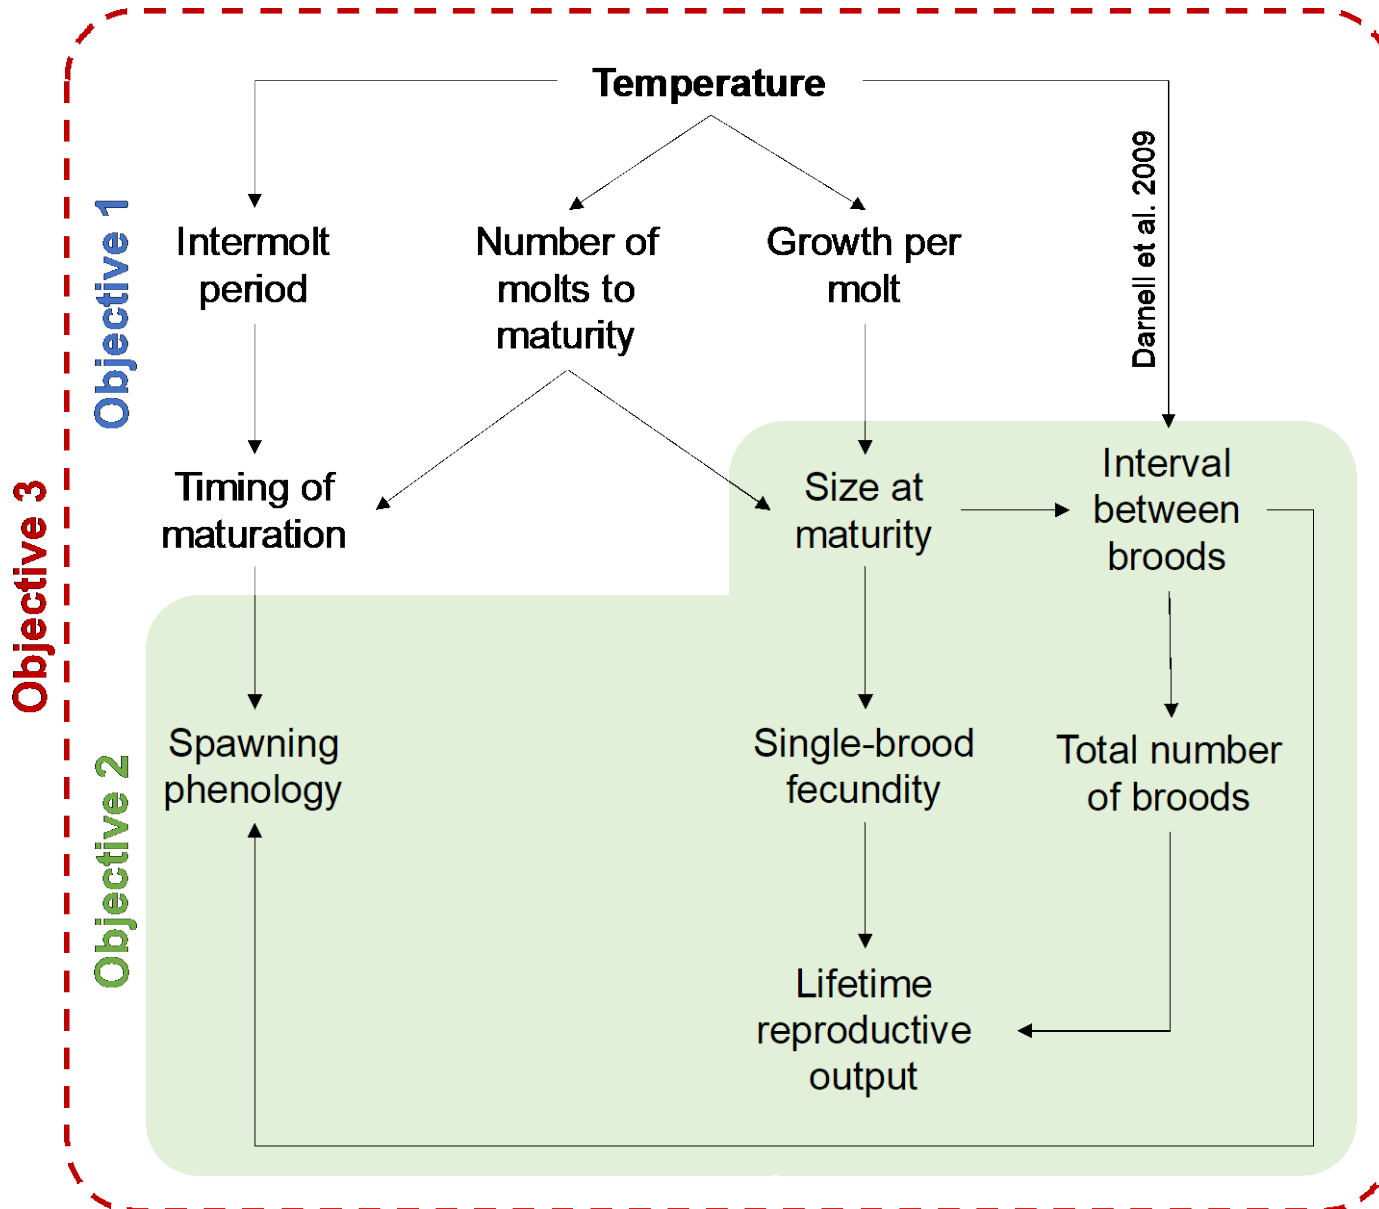 Temperature
Objective 1
Intermolt
period
Number of
molts to
maturity
Growth per
molt
Darnell et al. 2009
Objective 3
Timing of
maturation
Size at
maturity
Interval
between
broods
Objective 2
Spawning
phenology
Single-brood
fecundity
Total number
of broods
Lifetime
reproductive
output